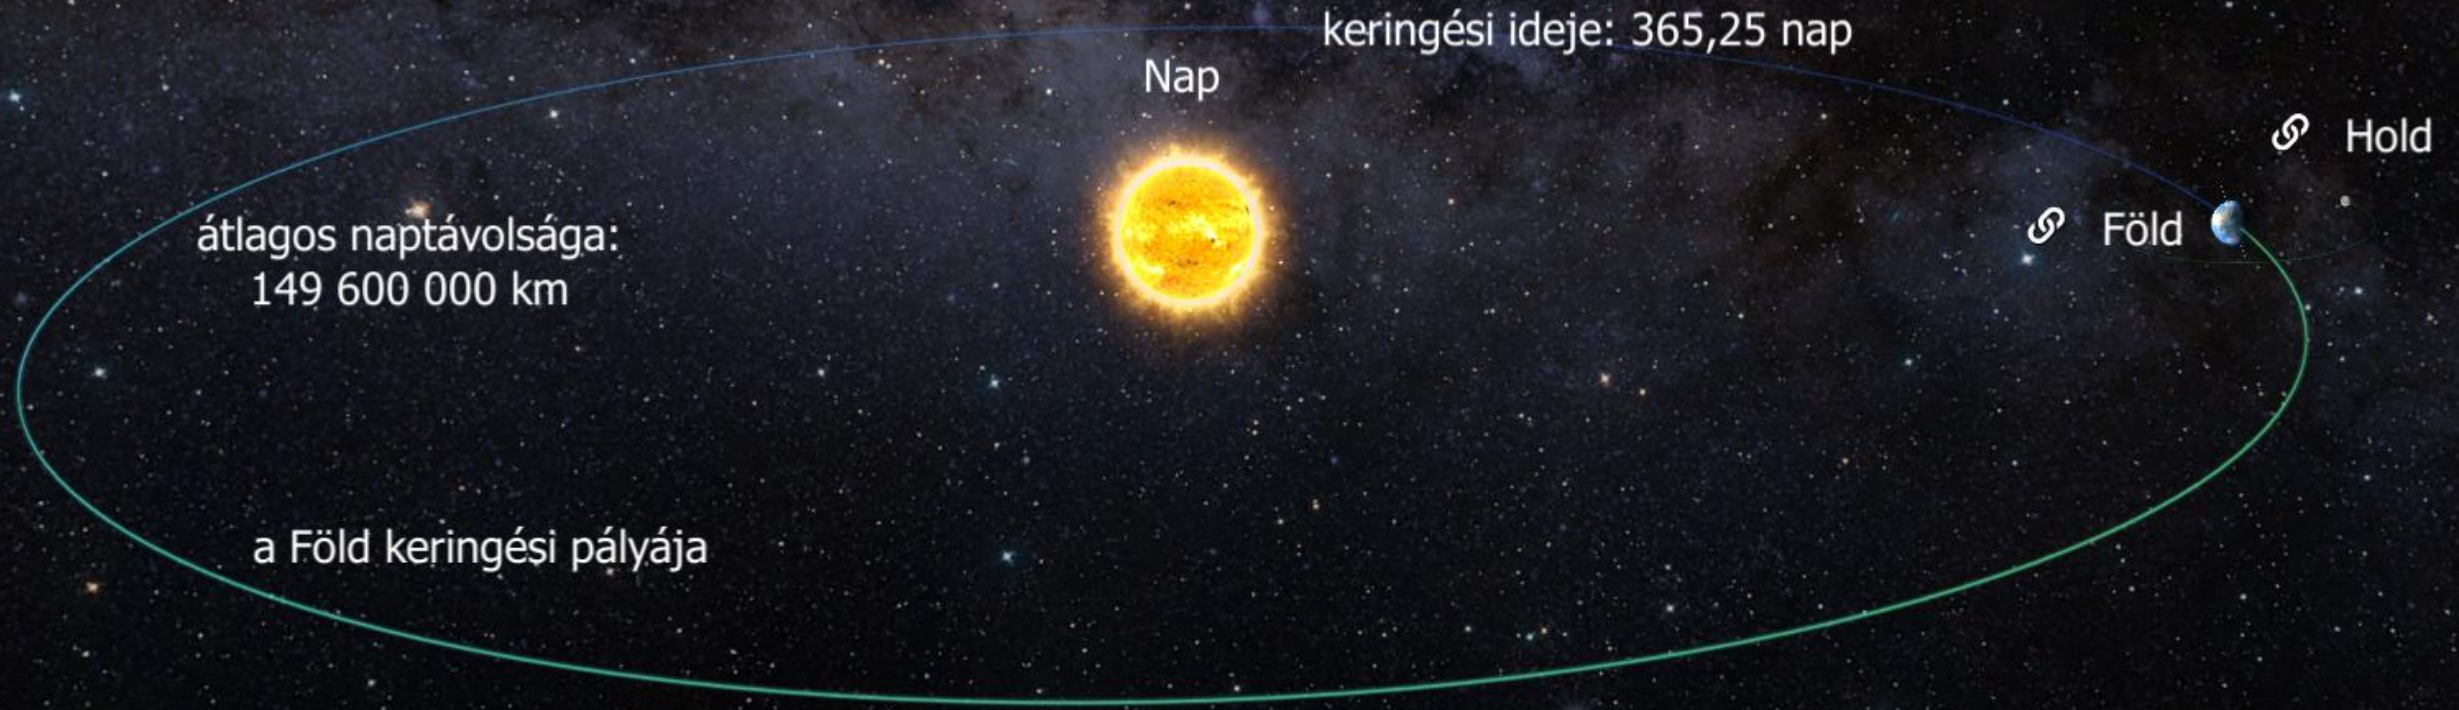 keringési ideje: 365,25 nap
Nap
Hold
Föld
átlagos naptávolsága:
149 600 000 km
a Föld keringési pályája